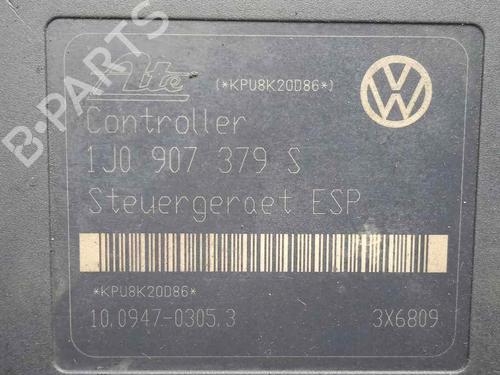 Ate (*KPU8K20D86*)
Controller
1J0 907 379 S
Steuergeraet ESP
*KPU8K20D86*
10.0947-0305.3 3X6809
B-PARTS